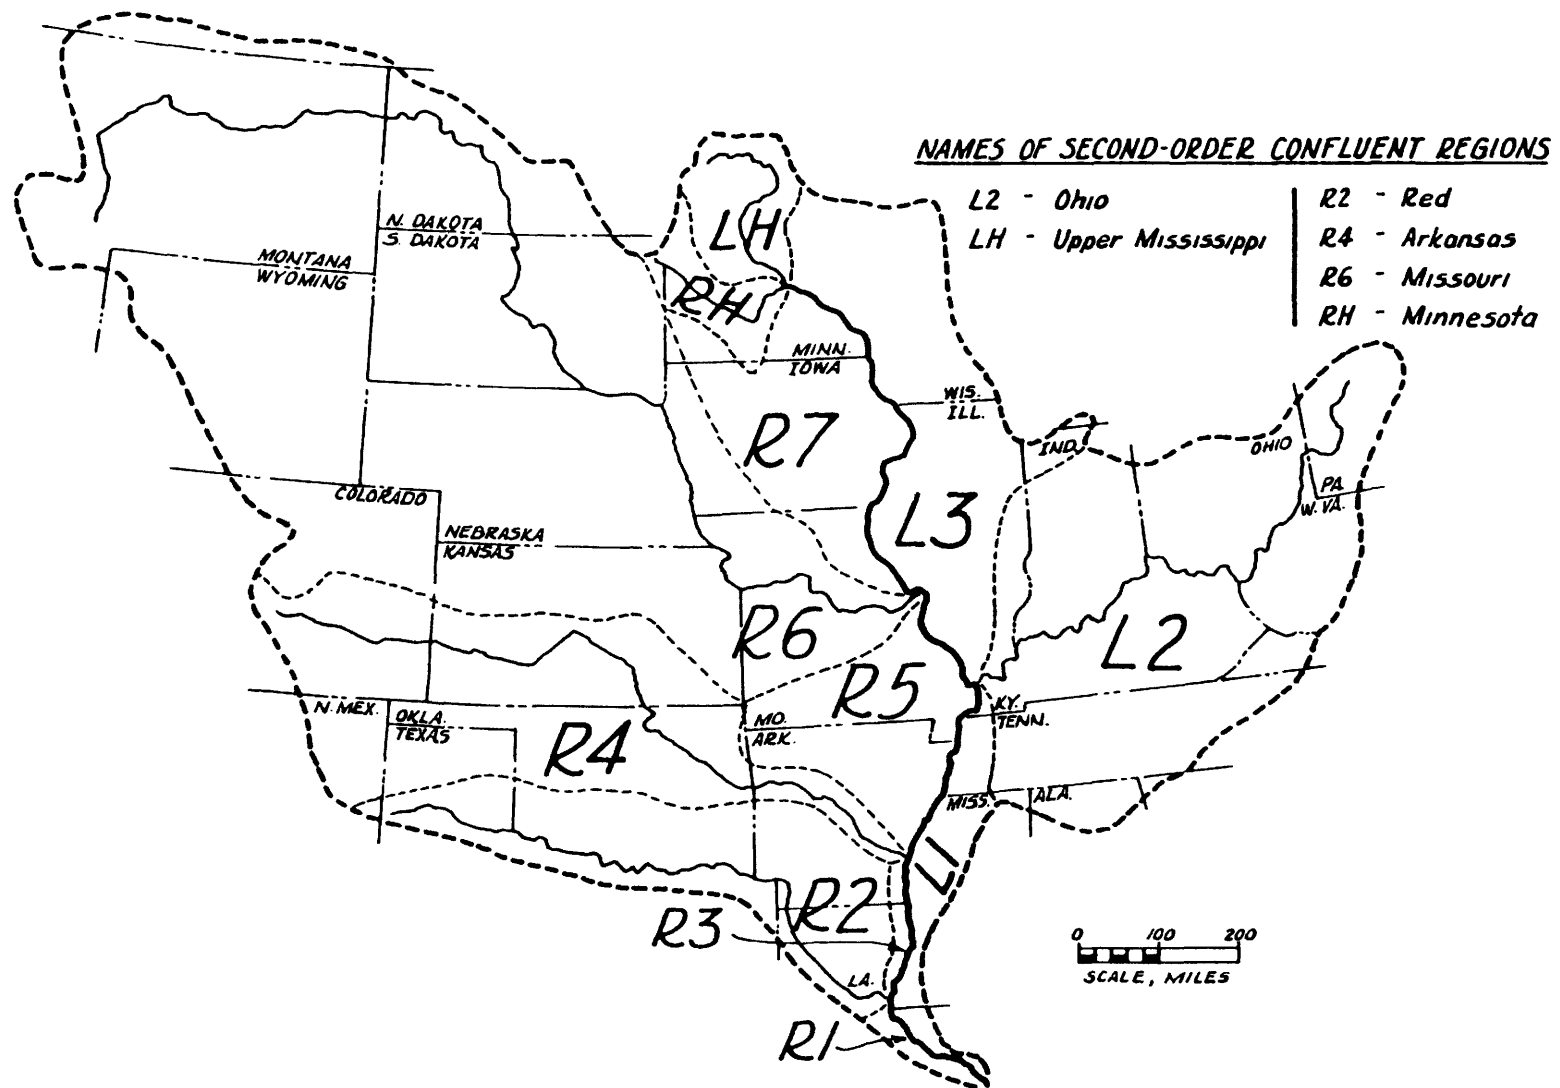 NAMES OF SECOND-ORDER CONFLUENT REGIONS
L2 - Ohio
LH - Upper Mississippi
R2 - Red
R4 - Arkansas
R6 - Missouri
RH - Minnesota
N. DAKOTA
S. DAKOTA
LH
MONTANA
WYOMING
RH
MINN.
IOWA
WIS.
ILL.
R7
IND.
OHIO
COLORADO
PA.
W. VA.
L3
NEBRASKA
KANSAS
R6
L2
R5
N. MEX.
OKLA.
TEXAS
MO.
ARK.
KY.
TENN.
R4
MISS.
ALA.
L1
R2
R3
LA.
0 100 200
SCALE, MILES
R1